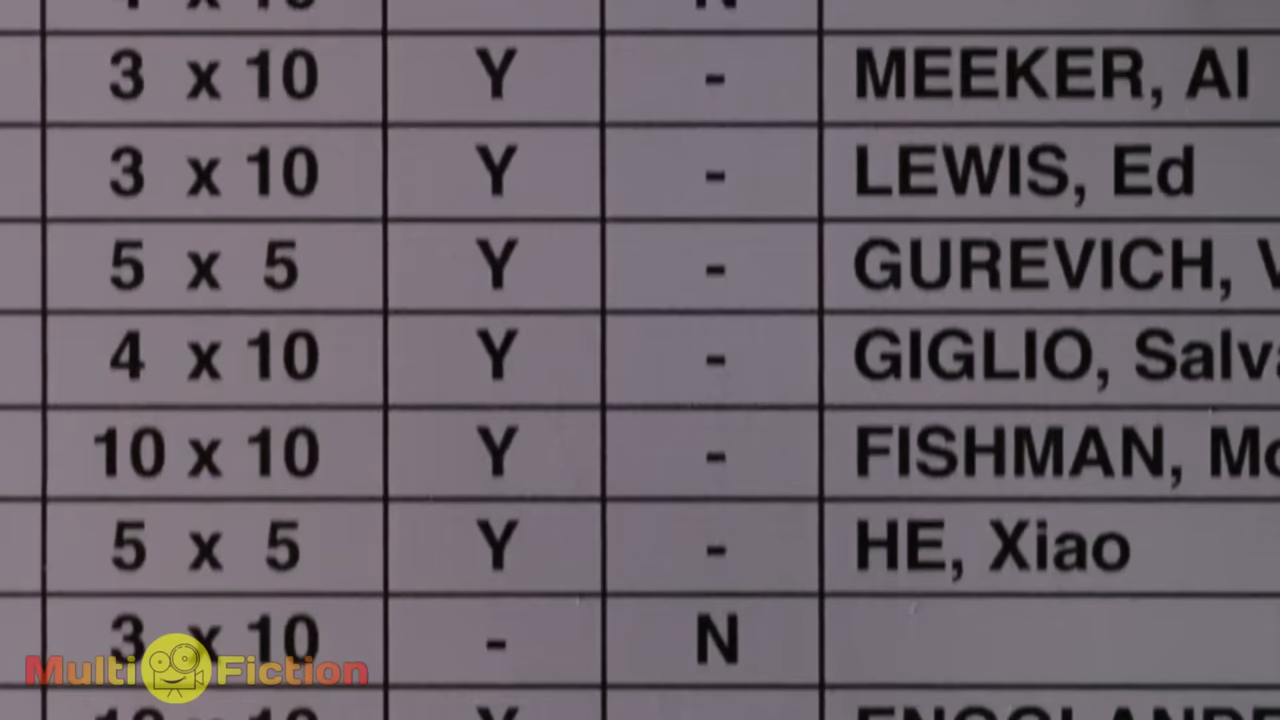 3 x 10 Y - MEEKER, Al
3 x 10 Y - LEWIS, Ed
5 x 5 Y - GUREVICH,
4 x 10 Y - GIGLIO,
10 x 10 Y - FISHMAN,
5 x 5 Y - HE, Xiao
3 x 10 - N
Multi Fiction